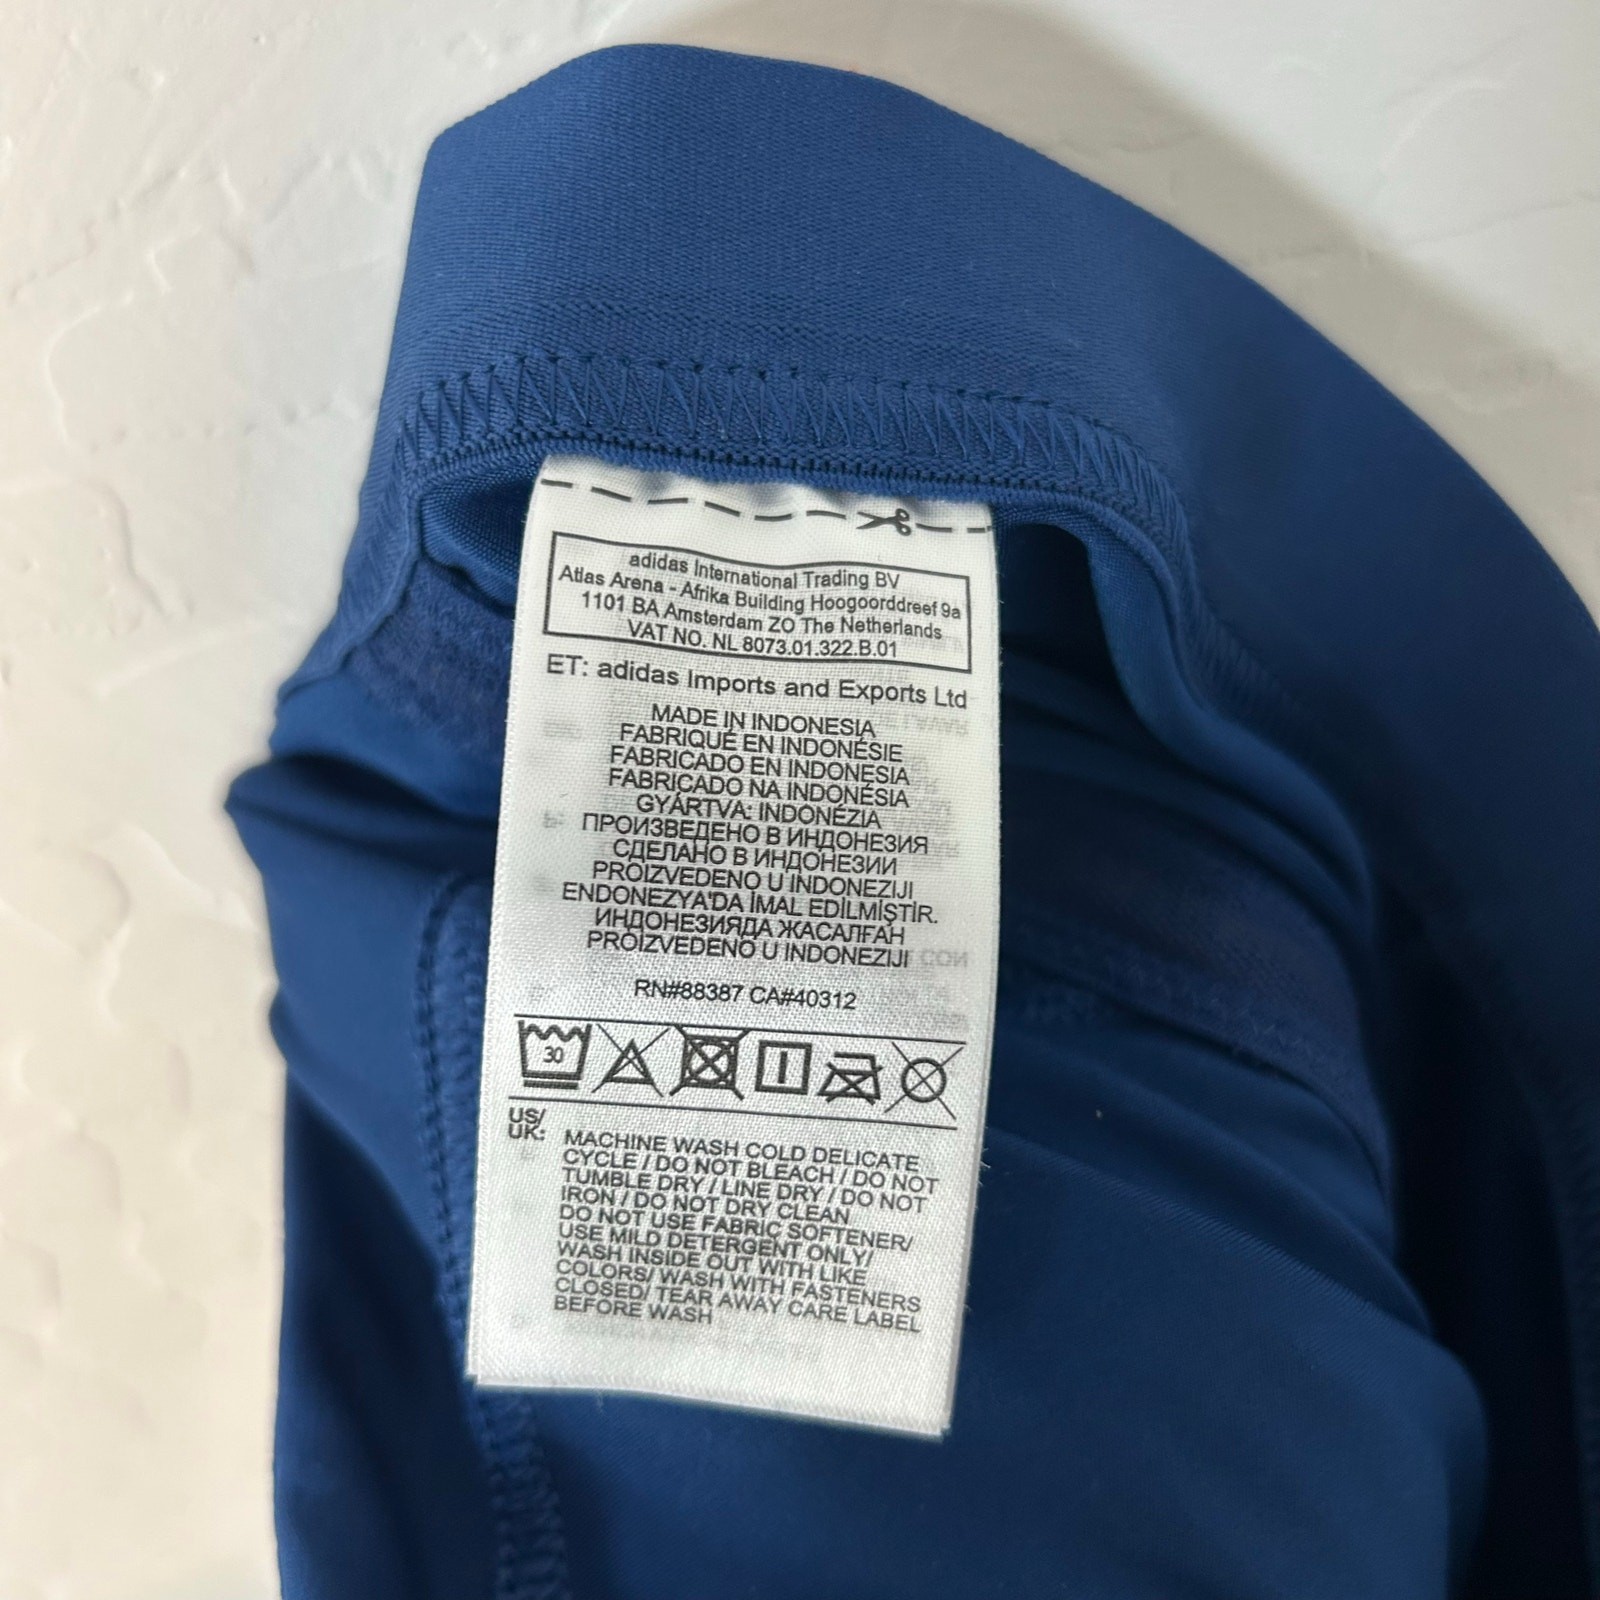 adidas International Trading BV
Atlas Arena - Afrika Building Hoogoorddreef 9a
1101 BA Amsterdam ZO The Netherlands
VAT NO. NL 8073.01.322.B.01
ET: adidas Imports and Exports Ltd
MADE IN INDONESIA
FABRIQUÉ EN INDONÉSIE
FABRICADO EN INDONESIA
FABRICADO NA INDONÉSIA
GYÁRTVA: INDONÉZIA
ПРОИЗВЕДЕНО В ИНДОНЕЗИЯ
СДЕЛАНО В ИНДОНЕЗИИ
PROIZVEDENO U INDONEZIJI
ENDONEZYA'DA İMAL EDİLMİŞTİR.
ИНДОНЕЗИЯДА ЖАСАЛҒАН
PROIZVEDENO U INDONEZIJI
RN#88387 CA#40312
30
US/
UK:
MACHINE WASH COLD DELICATE
CYCLE / DO NOT BLEACH / DO NOT
TUMBLE DRY / LINE DRY / DO NOT
IRON / DO NOT DRY CLEAN
DO NOT USE FABRIC SOFTENER/
USE MILD DETERGENT ONLY/
WASH INSIDE OUT WITH LIKE
COLORS/ WASH WITH FASTENERS
CLOSED/ TEAR AWAY CARE LABEL
BEFORE WASH